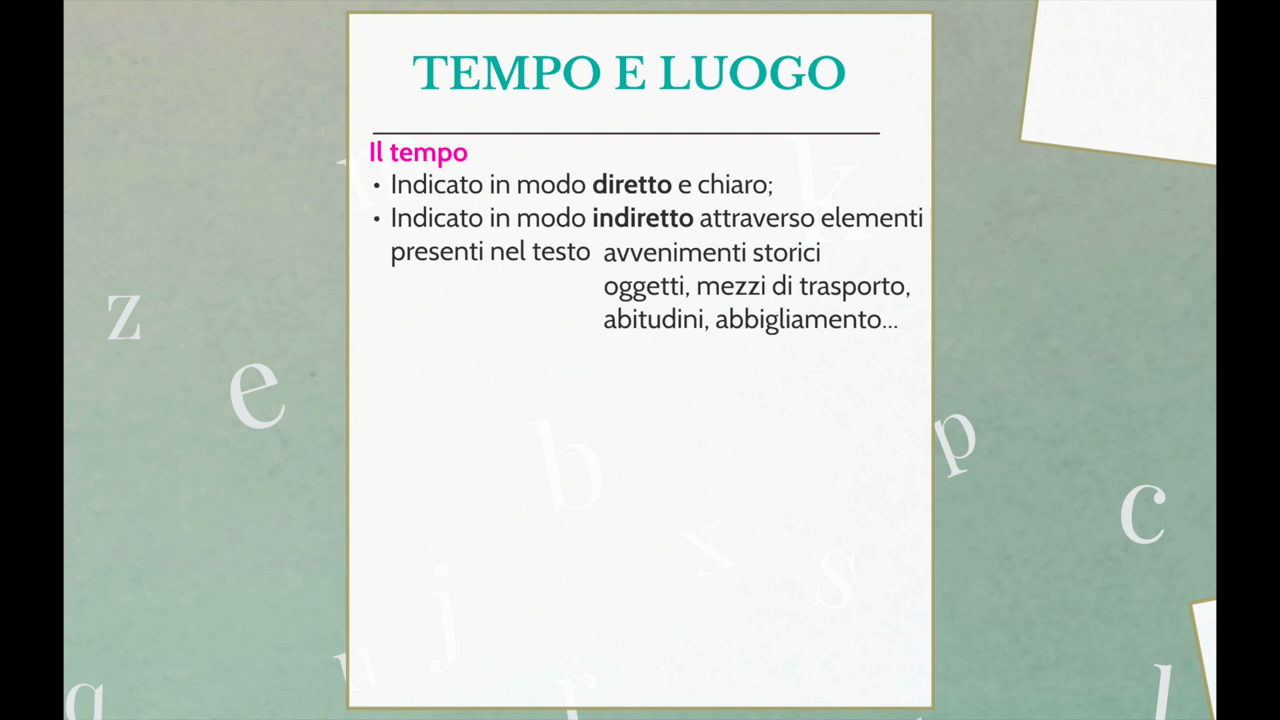 TEMPO E LUOGO
Il tempo
• Indicato in modo diretto e chiaro;
• Indicato in modo indiretto attraverso elementi
presenti nel testo avvenimenti storici
oggetti, mezzi di trasporto,
abitudini, abbigliamento...
z
e
p
b
c
x
s
j
u
r
q
l
k